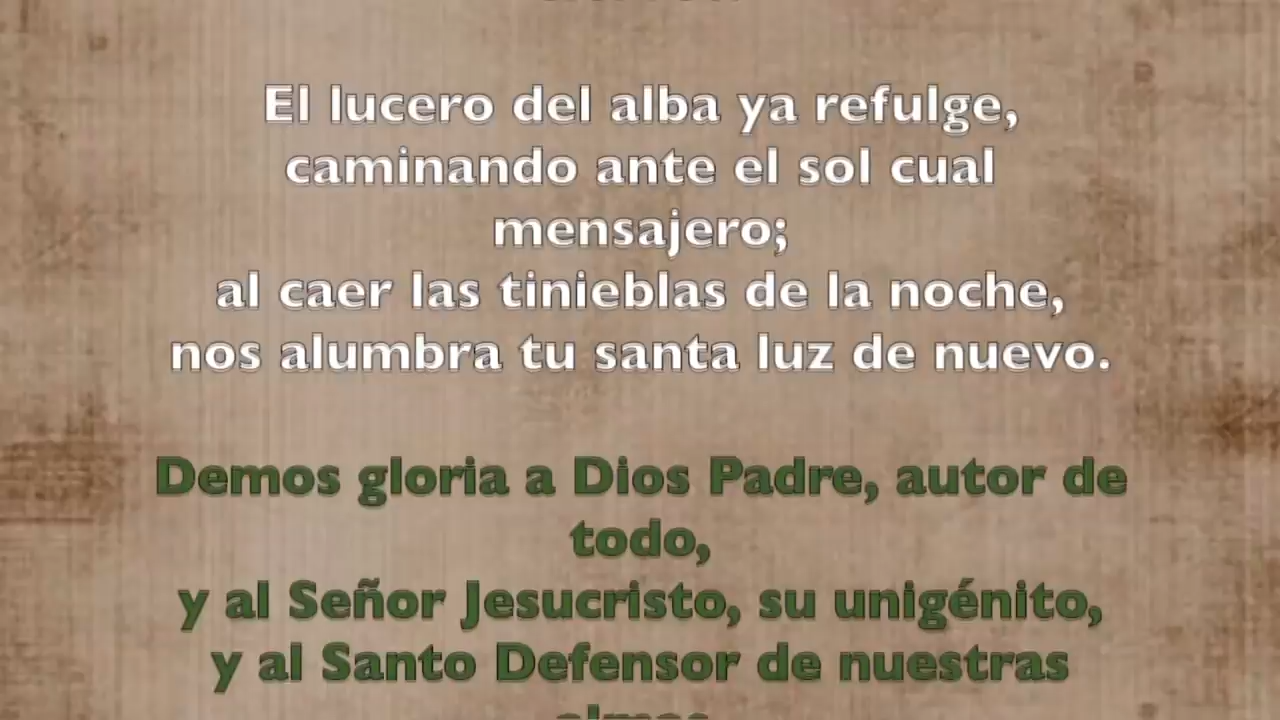 El lucero del alba ya refulge,
caminando ante el sol cual
mensajero;
al caer las tinieblas de la noche,
nos alumbra tu santa luz de nuevo.
Demos gloria a Dios Padre, autor de
todo,
y al Señor Jesucristo, su unigénito,
y al Santo Defensor de nuestras